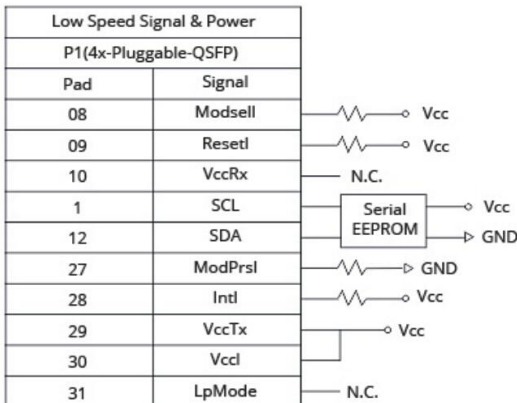 Low Speed Signal & Power
P1(4x-Pluggable-QSFP)
Pad Signal
08 Modsell Vcc
09 Resetl Vcc
10 VccRx N.C.
1 SCL Vcc
Serial
EEPROM
12 SDA GND
27 ModPrsl GND
28 Intl Vcc
29 VccTx Vcc
30 Vccl
31 LpMode N.C.